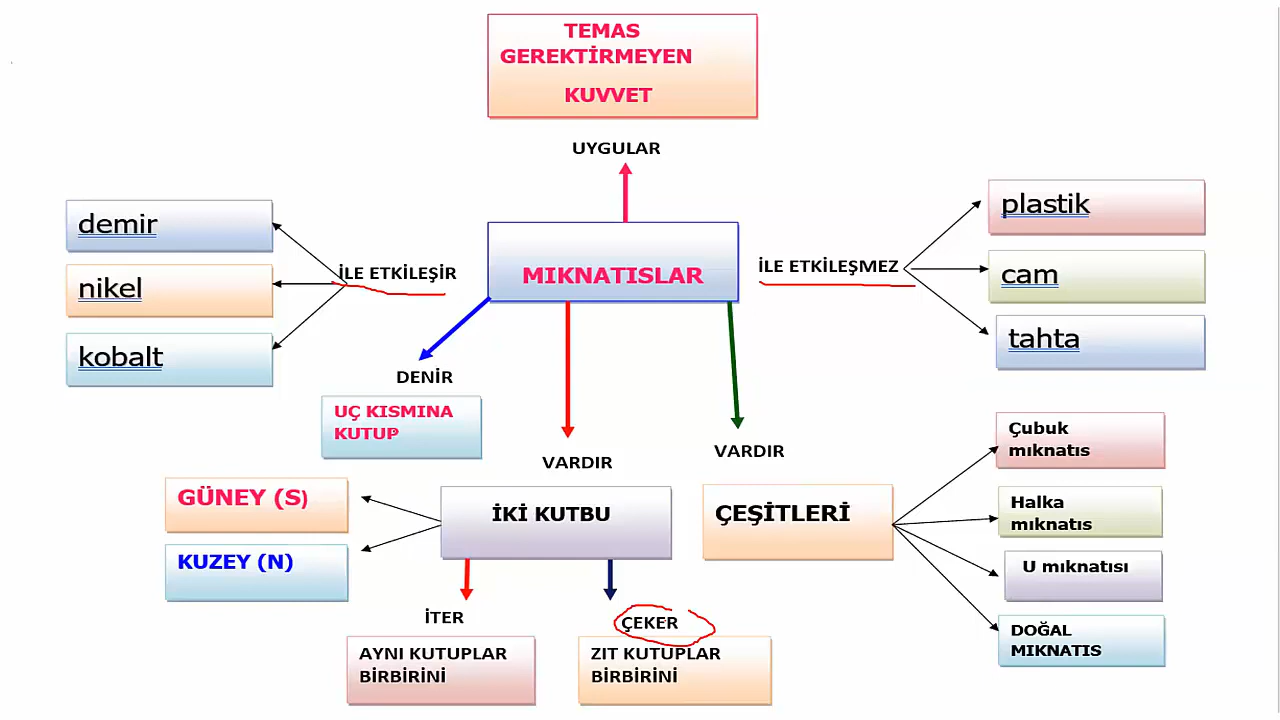 TEMAS
GEREKTİRMEYEN
KUVVET
UYGULAR
demir
nikel
kobalt
İLE ETKİLEŞİR
MIKNATISLAR
İLE ETKİLEŞMEZ
plastik
cam
tahta
DENİR
UÇ KISMINA
KUTUP
VARDIR
VARDIR
GÜNEY (S)
KUZEY (N)
İKİ KUTBU
ÇEŞİTLERİ
Çubuk
mıknatıs
Halka
mıknatıs
U mıknatısı
DOĞAL
MIKNATIS
İTER
AYNI KUTUPLAR
BİRBİRİNİ
ÇEKER
ZIT KUTUPLAR
BİRBİRİNİ